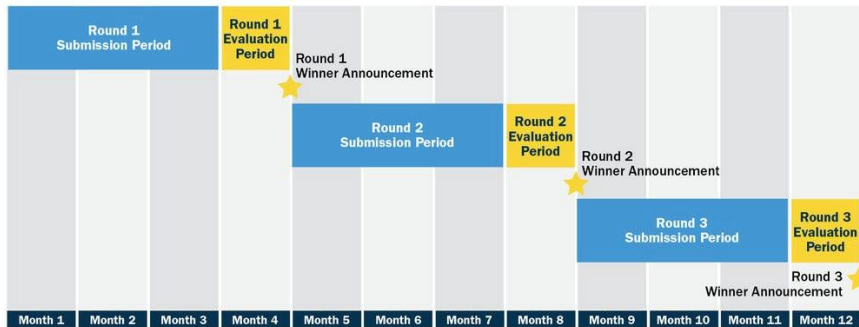 Round 1
Submission Period
Round 1
Evaluation
Period
Round 1
Winner Announcement
Round 2
Submission Period
Round 2
Evaluation
Period
Round 2
Winner Announcement
Round 3
Submission Period
Round 3
Evaluation
Period
Round 3
Winner Announcement
Month 1 Month 2 Month 3 Month 4 Month 5 Month 6 Month 7 Month 8 Month 9 Month 10 Month 11 Month 12